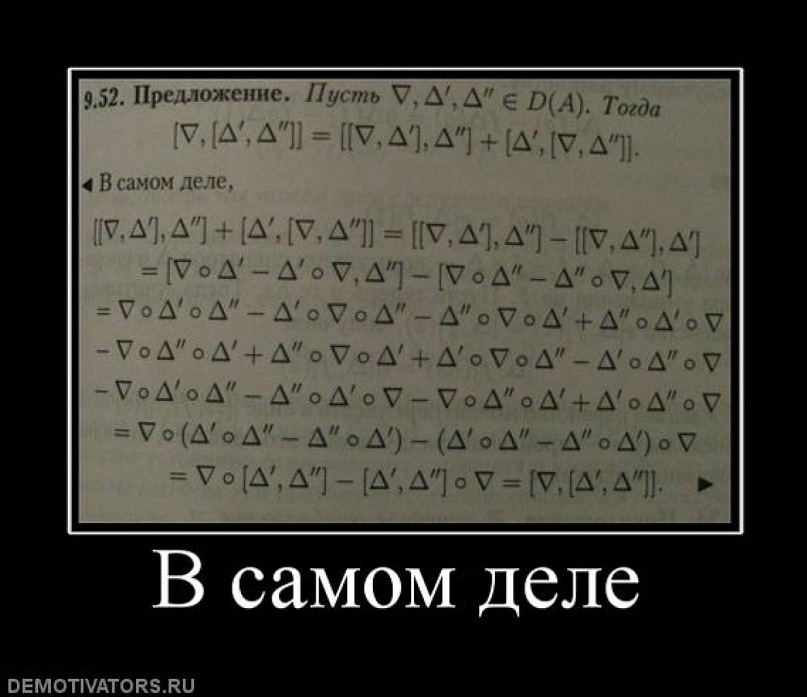 9.52. Предложение. Пусть ∇, Δ′, Δ″ ∈ D(A). Тогда
[∇, [Δ′, Δ″]] = [[∇, Δ′], Δ″] + [Δ′, [∇, Δ″]].
◄ В самом деле,
[[∇, Δ′], Δ″] + [Δ′, [∇, Δ″]] = [[∇, Δ′], Δ″] − [[∇, Δ″], Δ′]
= [∇ ∘ Δ′ − Δ′ ∘ ∇, Δ″] − [∇ ∘ Δ″ − Δ″ ∘ ∇, Δ′]
= ∇ ∘ Δ′ ∘ Δ″ − Δ′ ∘ ∇ ∘ Δ″ − Δ″ ∘ ∇ ∘ Δ′ + Δ″ ∘ Δ′ ∘ ∇
− ∇ ∘ Δ″ ∘ Δ′ + Δ″ ∘ ∇ ∘ Δ′ + Δ′ ∘ ∇ ∘ Δ″ − Δ′ ∘ Δ″ ∘ ∇
− ∇ ∘ Δ′ ∘ Δ″ − Δ″ ∘ Δ′ ∘ ∇ − ∇ ∘ Δ″ ∘ Δ′ + Δ′ ∘ Δ″ ∘ ∇
= ∇ ∘ (Δ′ ∘ Δ″ − Δ″ ∘ Δ′) − (Δ′ ∘ Δ″ − Δ″ ∘ Δ′) ∘ ∇
= ∇ ∘ [Δ′, Δ″] − [Δ′, Δ″] ∘ ∇ = [∇, [Δ′, Δ″]]. ►
В самом деле
DEMOTIVATORS.RU